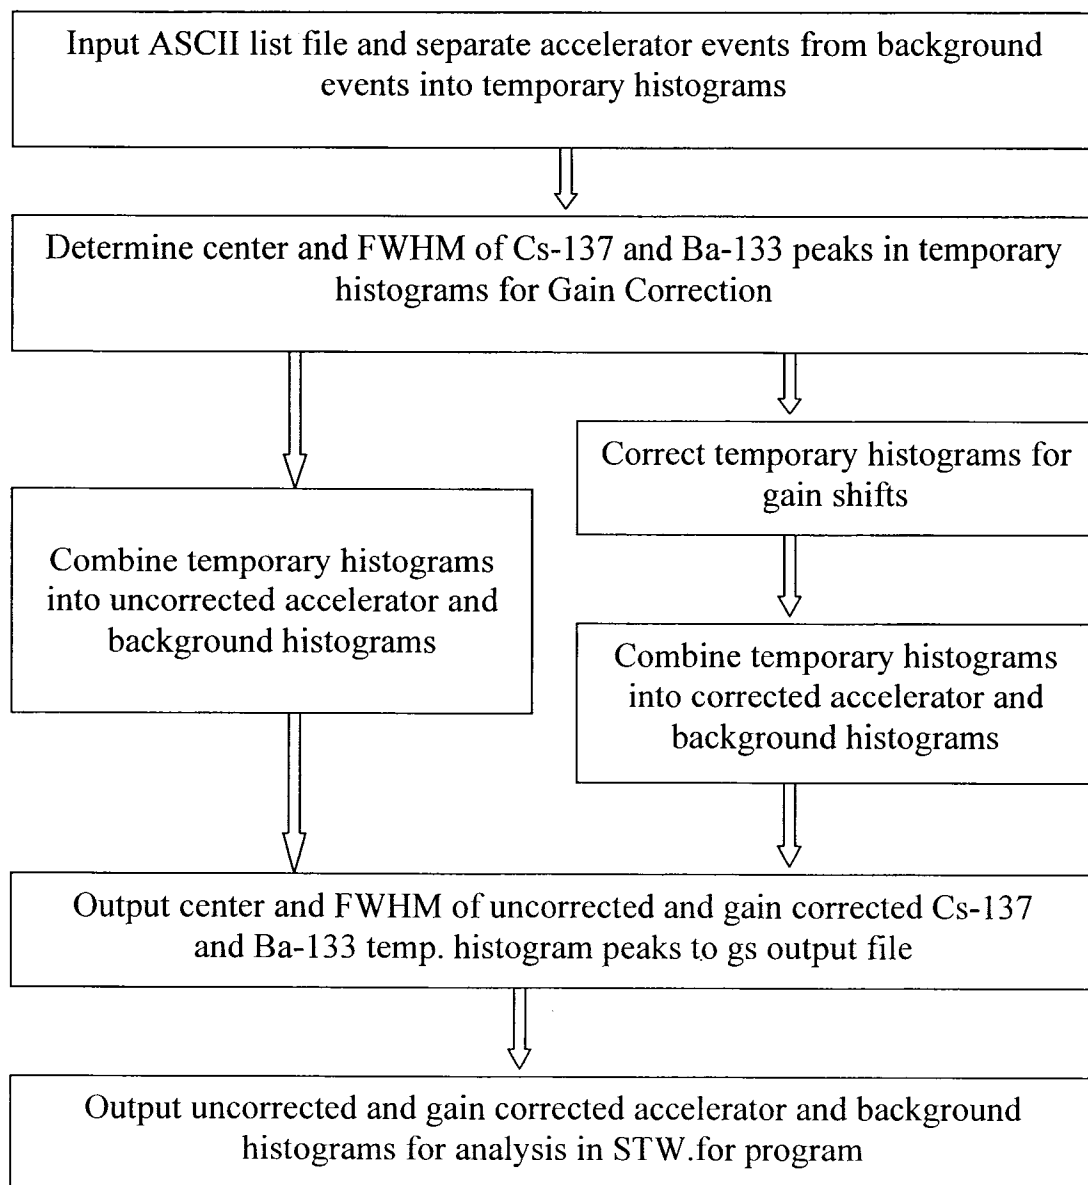 Input ASCII list file and separate accelerator events from background
events into temporary histograms
Determine center and FWHM of Cs-137 and Ba-133 peaks in temporary
histograms for Gain Correction
Correct temporary histograms for
gain shifts
Combine temporary histograms
into uncorrected accelerator and
background histograms
Combine temporary histograms
into corrected accelerator and
background histograms
Output center and FWHM of uncorrected and gain corrected Cs-137
and Ba-133 temp. histogram peaks to gs output file
Output uncorrected and gain corrected accelerator and background
histograms for analysis in STW.for program